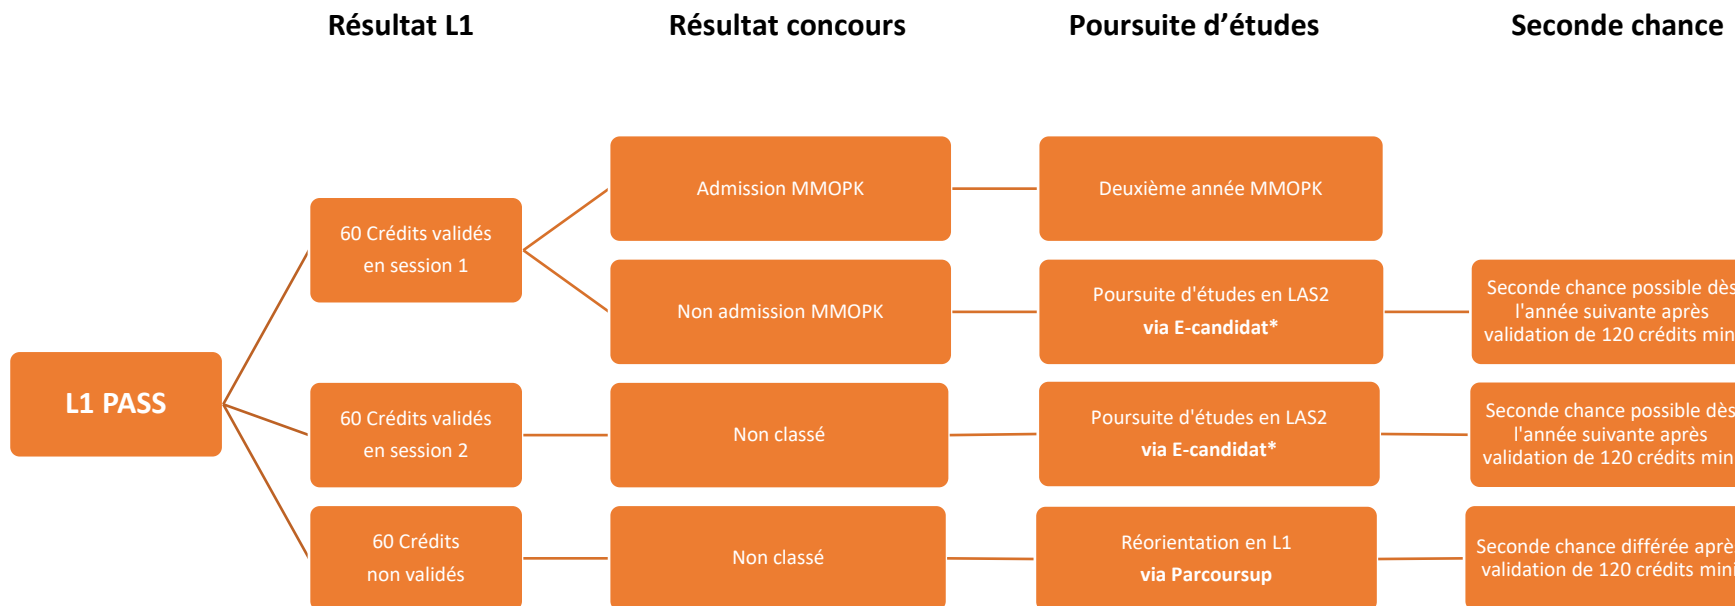 Résultat L1
Résultat concours
Poursuite d'études
Seconde chance
L1 PASS
60 Crédits validés
en session 1
Admission MMOPK
Deuxième année MMOPK
Non admission MMOPK
Poursuite d'études en LAS2
via E-candidat*
Seconde chance possible dès
l'année suivante après
validation de 120 crédits min
60 Crédits validés
en session 2
Non classé
Poursuite d'études en LAS2
via E-candidat*
Seconde chance possible dès
l'année suivante après
validation de 120 crédits min
60 Crédits
non validés
Non classé
Réorientation en L1
via Parcoursup
Seconde chance différée aprè
validation de 120 crédits mini